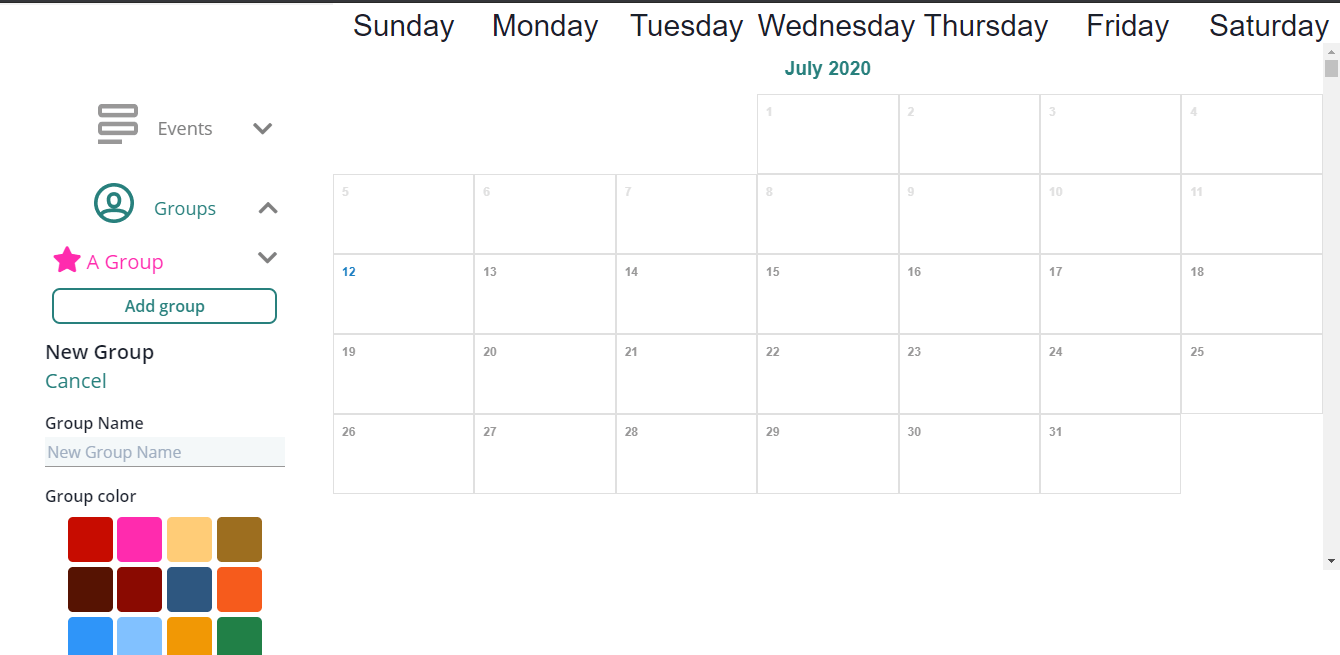 Sunday Monday Tuesday Wednesday Thursday Friday Saturday
July 2020
Events
Groups
A Group
Add group
New Group
Cancel
Group Name
New Group Name
Group color
1 2 3 4
5 6 7 8 9 10 11
12 13 14 15 16 17 18
19 20 21 22 23 24 25
26 27 28 29 30 31